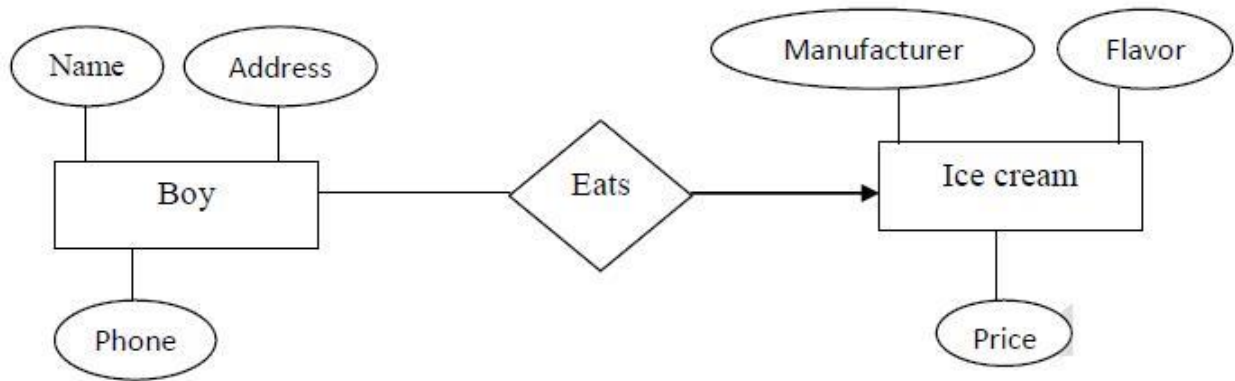 Name
Address
Manufacturer
Flavor
Boy
Eats
Ice cream
Phone
Price